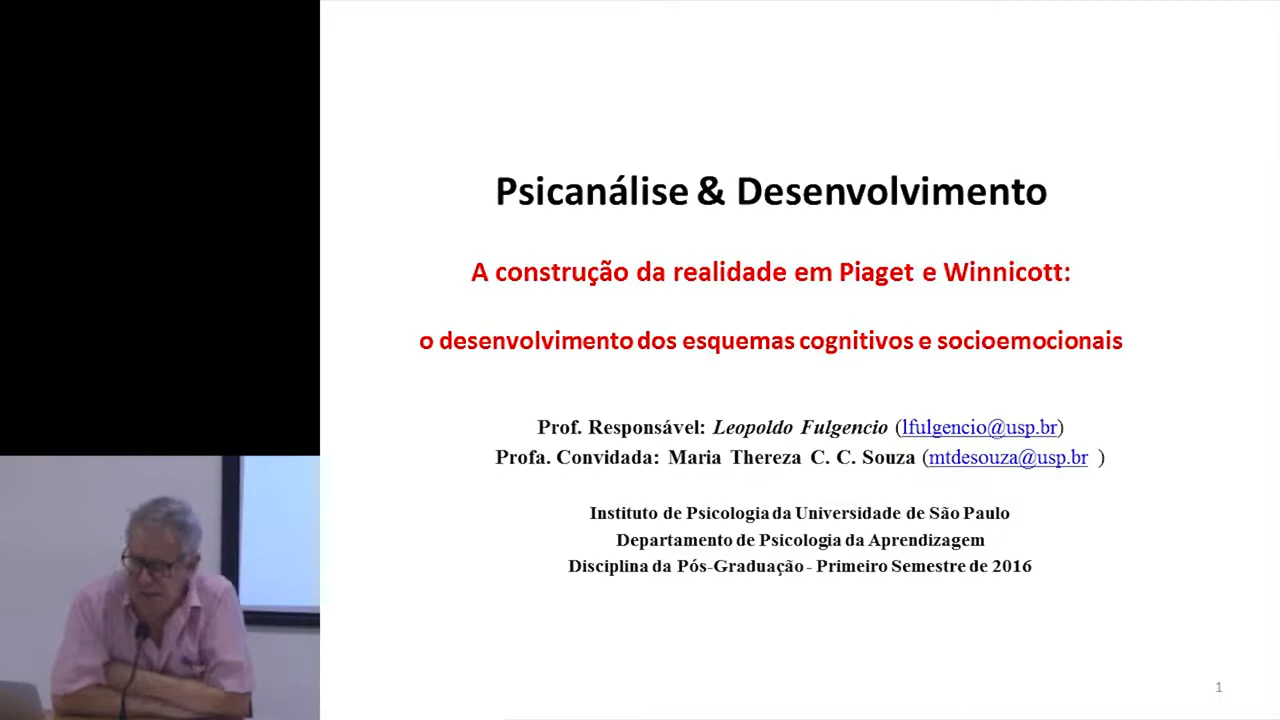 Psicanálise & Desenvolvimento
A construção da realidade em Piaget e Winnicott:
o desenvolvimento dos esquemas cognitivos e socioemocionais
Prof. Responsável: Leopoldo Fulgencio (lfulgencio@usp.br)
Profa. Convidada: Maria Thereza C. C. Souza (mtdesouza@usp.br )
Instituto de Psicologia da Universidade de São Paulo
Departamento de Psicologia da Aprendizagem
Disciplina da Pós-Graduação - Primeiro Semestre de 2016
1